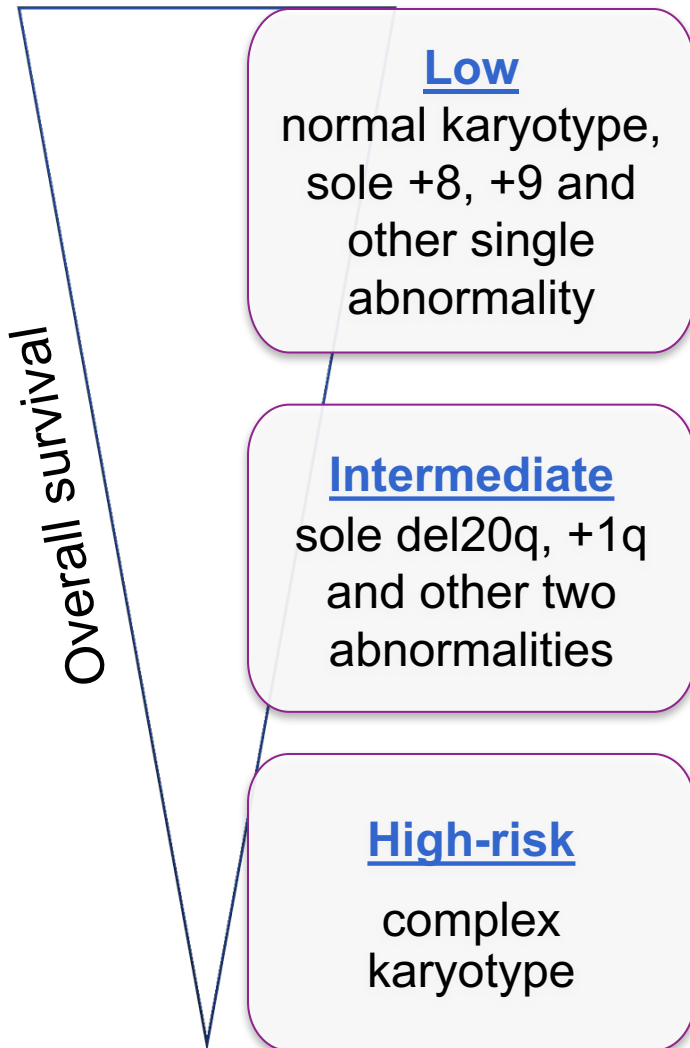 Overall survival
Low
normal karyotype,
sole +8, +9 and
other single
abnormality
Intermediate
sole del20q, +1q
and other two
abnormalities
High-risk
complex
karyotype